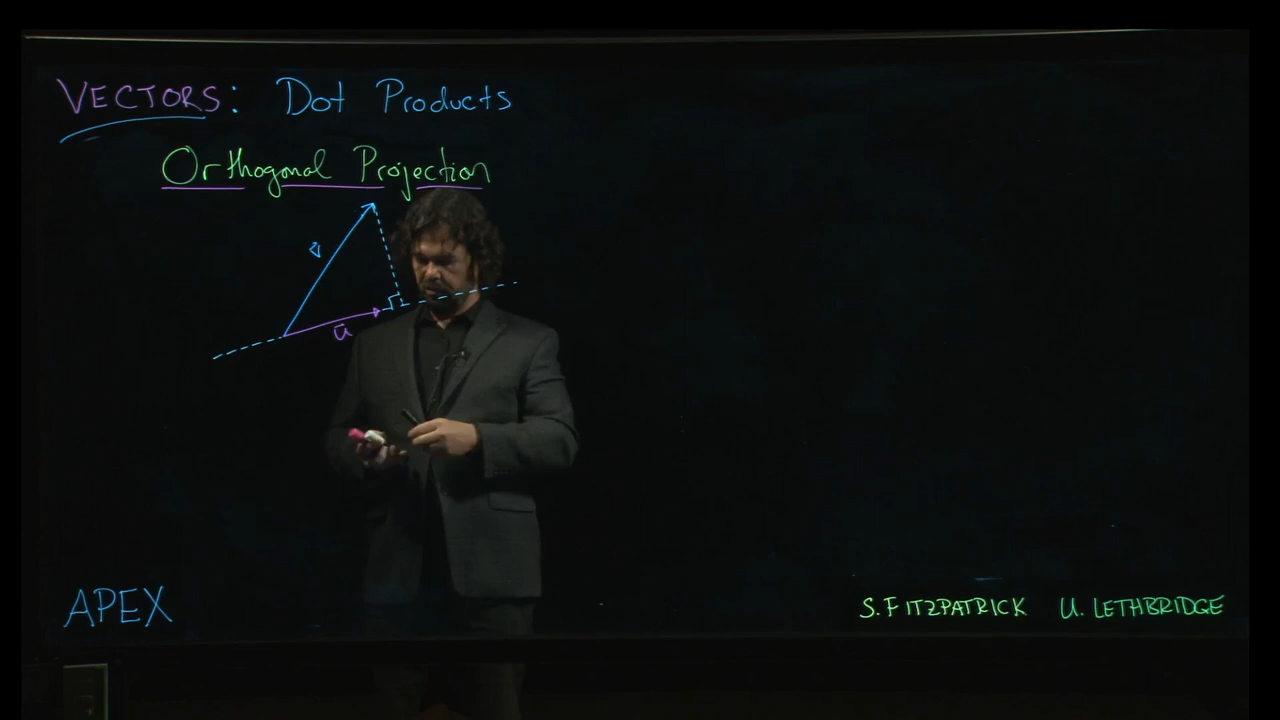 VECTORS: Dot Products
Orthogonal Projection
v
u
APEX
S. FITZPATRICK U. LETHBRIDGE